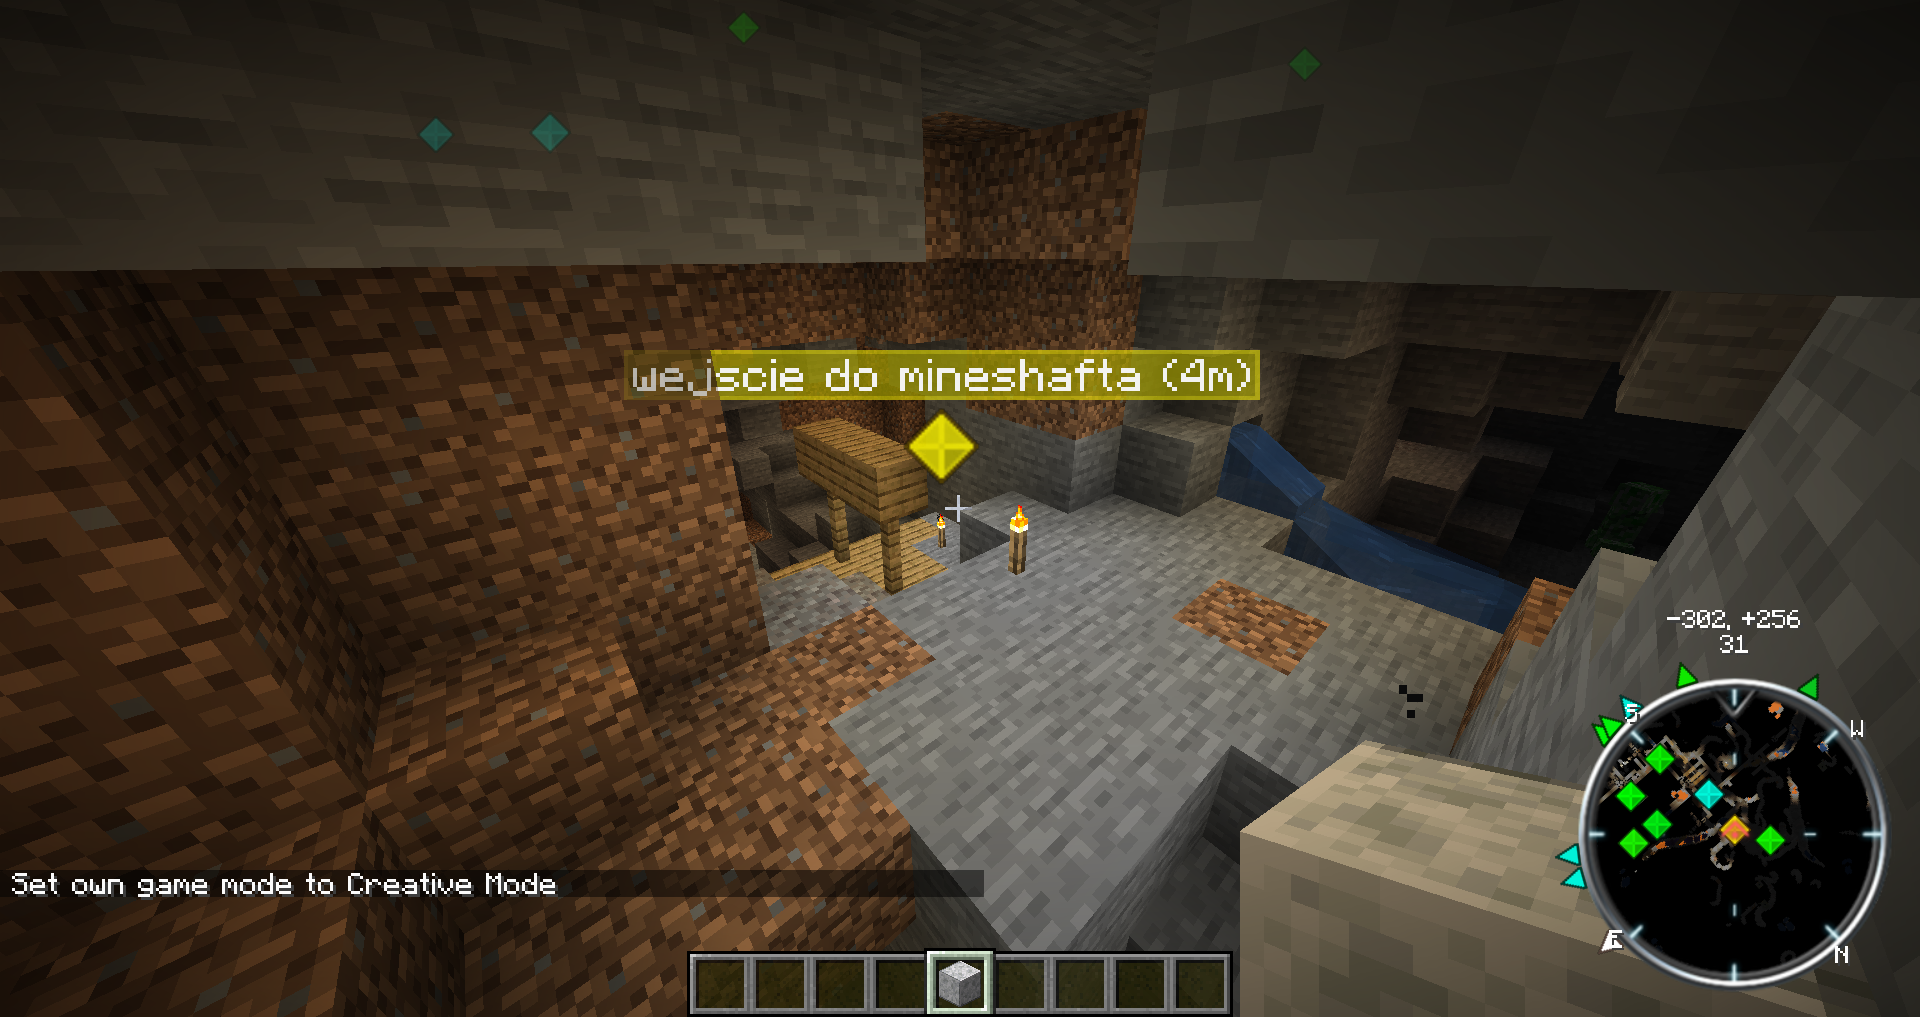 wejscie do mineshafta (4m)
-302, +256
31
S
W
Set own game mode to Creative Mode
E
N